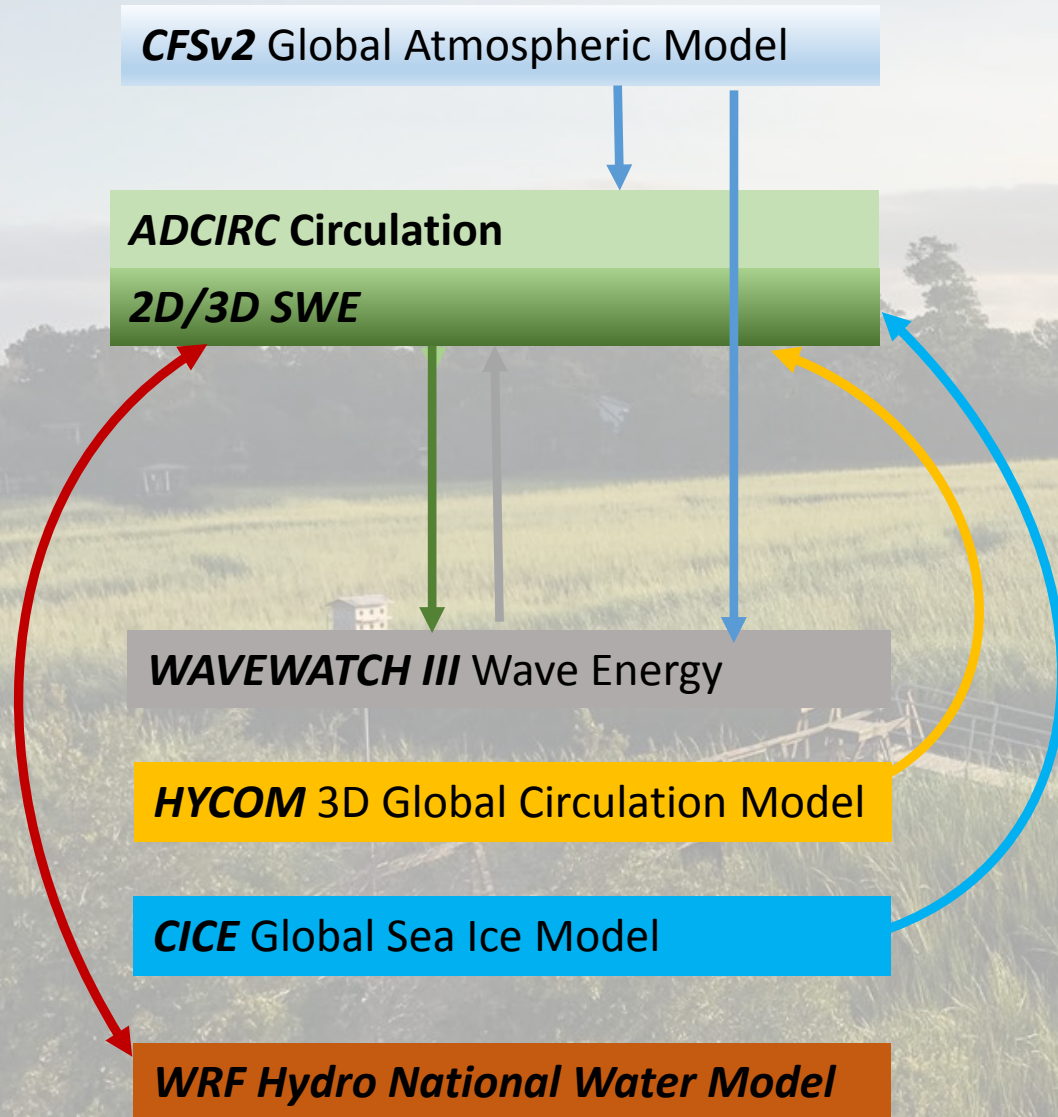 CFSv2 Global Atmospheric Model
ADCIRC Circulation
2D/3D SWE
WAVEWATCH III Wave Energy
HYCOM 3D Global Circulation Model
CICE Global Sea Ice Model
WRF Hydro National Water Model